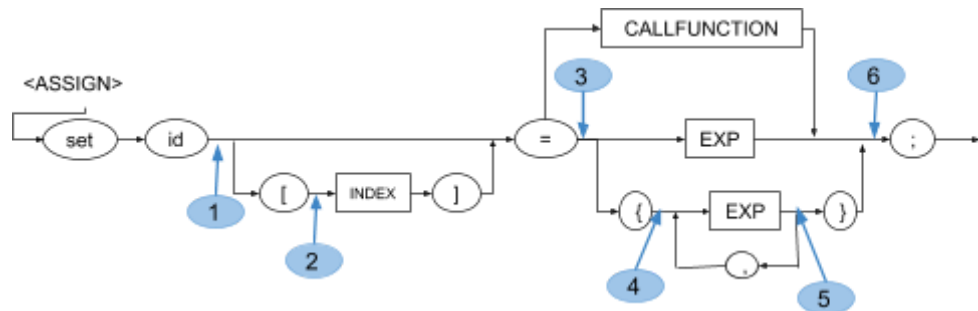 CALLFUNCTION
<ASSIGN>
3
6
set
id
=
EXP
;
[
INDEX
]
1
{
EXP
}
2
,
4
5